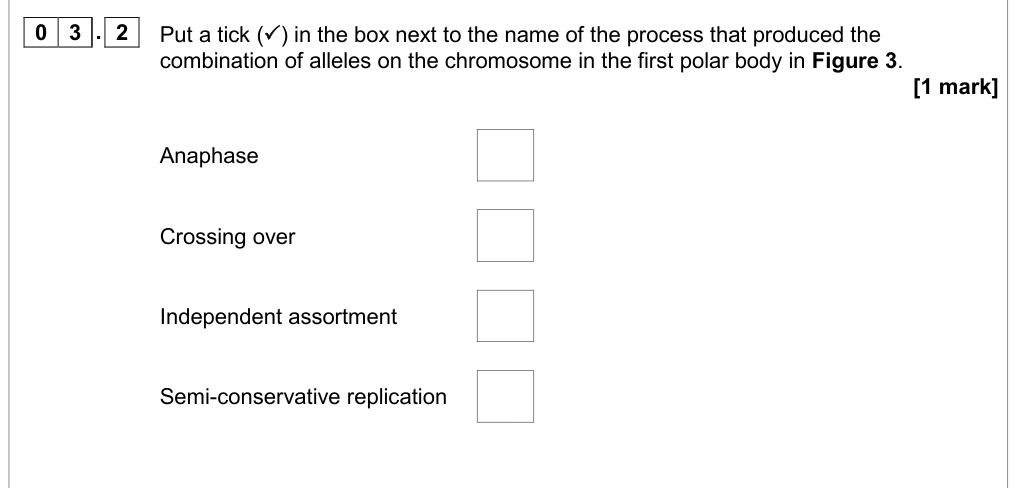 0 3 . 2 Put a tick (✓) in the box next to the name of the process that produced the
combination of alleles on the chromosome in the first polar body in Figure 3.
[1 mark]
Anaphase
Crossing over
Independent assortment
Semi-conservative replication